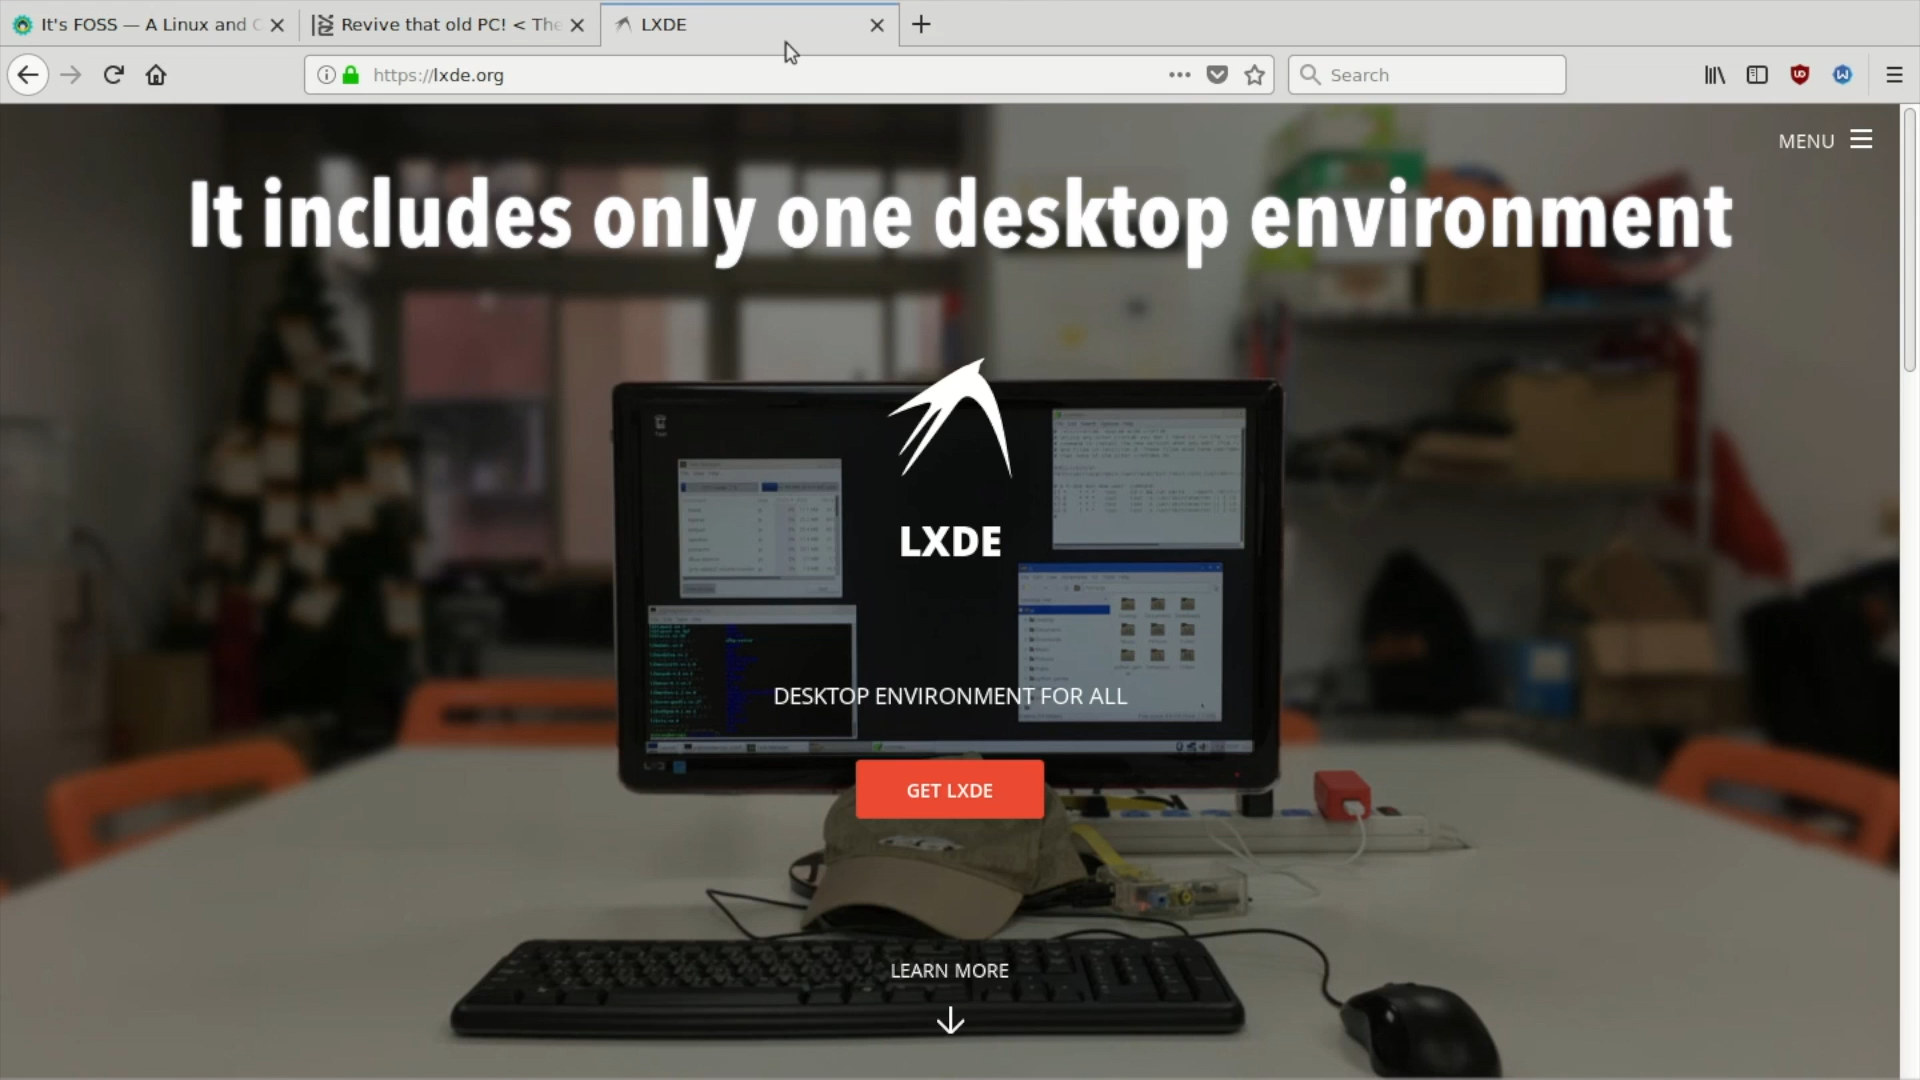 It's FOSS — A Linux and
Revive that old PC! < The
LXDE
https://lxde.org
Search
MENU
It includes only one desktop environment
LXDE
DESKTOP ENVIRONMENT FOR ALL
GET LXDE
LEARN MORE